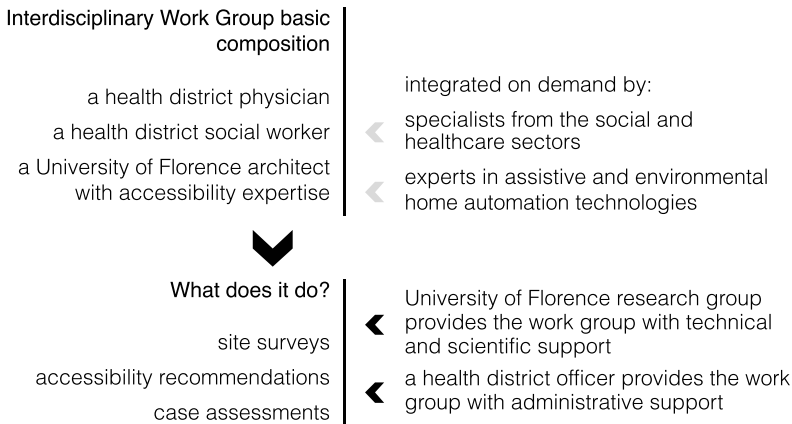 Interdisciplinary Work Group basic
composition
a health district physician
a health district social worker
a University of Florence architect
with accessibility expertise
integrated on demand by:
specialists from the social and
healthcare sectors
experts in assistive and environmental
home automation technologies
What does it do?
site surveys
accessibility recommendations
case assessments
University of Florence research group
provides the work group with technical
and scientific support
a health district officer provides the work
group with administrative support